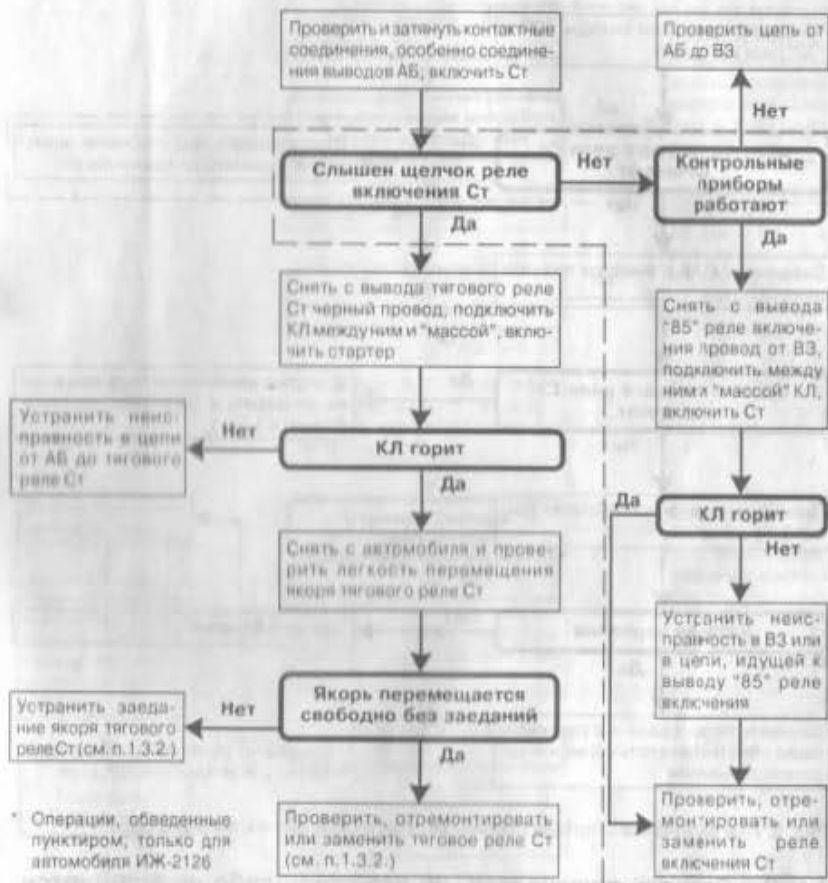 Проверить и затянуть контактные
соединения, особенно соедине-
ния выводов АБ, включить Ст
Проверить цепь от
АБ до ВЗ
Нет
Слышен щелчок реле
включения Ст
Нет
Контрольные
приборы
работают
Да
Да
Снять с вывода тягового реле
Ст черный провод, подключить
КЛ между ним и "массой", вклю-
чить стартер
Снять с вывода
"85" реле включе-
ния провод от ВЗ,
подключить между
ним и "массой" КЛ,
включить Ст
Устранить неис-
правность в цепи
от АБ до тягового
реле Ст
Нет
КЛ горит
Да
Да
КЛ горит
Нет
Снять с автомобиля и прове-
рить легкость перемещения
якоря тягового реле Ст
Устранить неис-
правность в ВЗ или
в цепи, идущей к
выводу "85" реле
включения
Устранить заеда-
ние якоря тягового
реле Ст (см. п.1.3.2.)
Нет
Якорь перемещается
свободно без заеданий
Да
* Операции, обведенные
пунктиром, только для
автомобиля ИЖ-2126
Проверить, отремонтировать
или заменить тяговое реле Ст
(см. п.1.3.2.)
Проверить, отре-
монтировать или
заменить реле
включения Ст